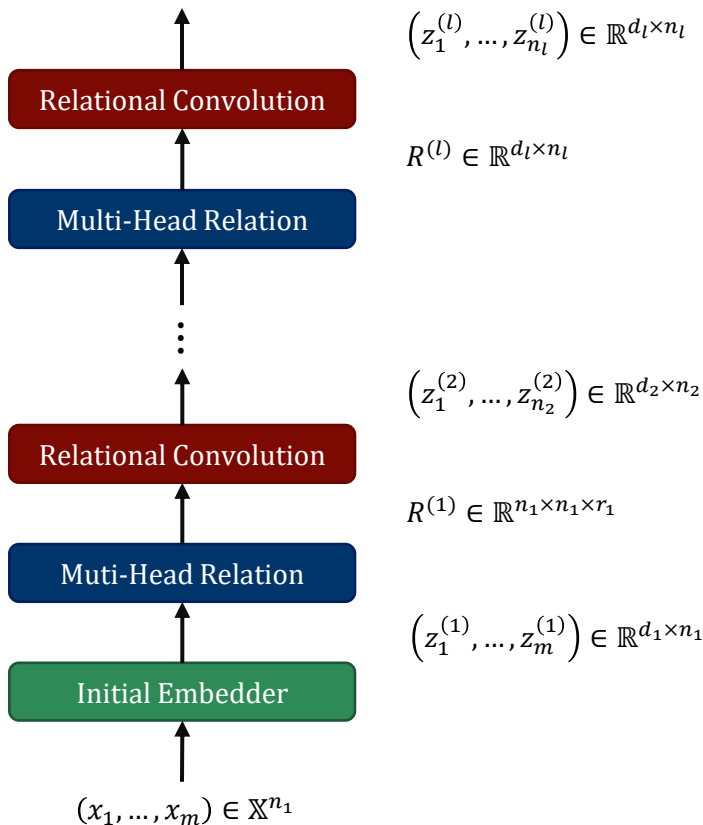 (z_1^{(l)}, …, z_{n_l}^{(l)}) ∈ ℝ^{d_l×n_l}
Relational Convolution
R^{(l)} ∈ ℝ^{d_l×n_l}
Multi-Head Relation
⋮
(z_1^{(2)}, …, z_{n_2}^{(2)}) ∈ ℝ^{d_2×n_2}
Relational Convolution
R^{(1)} ∈ ℝ^{n_1×n_1×r_1}
Muti-Head Relation
(z_1^{(1)}, …, z_m^{(1)}) ∈ ℝ^{d_1×n_1}
Initial Embedder
(x_1, …, x_m) ∈ 𝕏^{n_1}